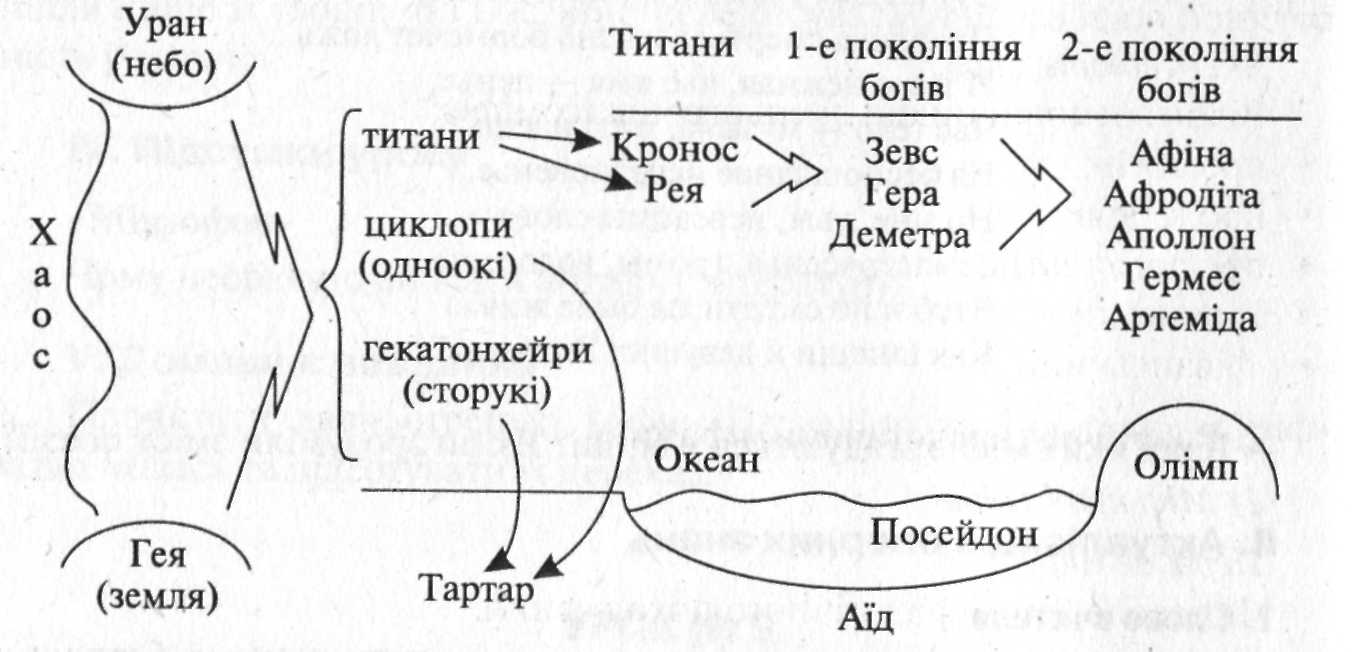 Уран
(небо)
Х
а
о
с
Гея
(земля)
титани
циклопи
(одноокі)
гекатонхейри
(сторукі)
Тартар
Титани
Кронос
Рея
1-е покоління
богів
Зевс
Гера
Деметра
2-е покоління
богів
Афіна
Афродіта
Аполлон
Гермес
Артеміда
Океан
Посейдон
Аїд
Олімп